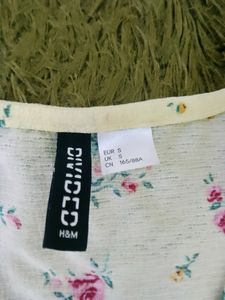 DIVIDED
H&M
EUR S
UK S
CN 165/88A